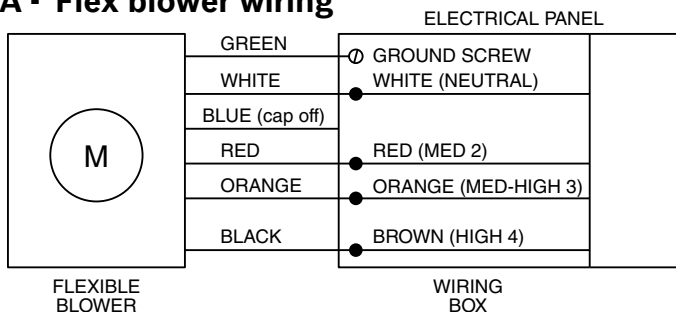 A - Flex blower wiring
ELECTRICAL PANEL
GREEN
GROUND SCREW
WHITE
WHITE (NEUTRAL)
BLUE (cap off)
RED
RED (MED 2)
M
ORANGE
ORANGE (MED-HIGH 3)
BLACK
BROWN (HIGH 4)
FLEXIBLE
BLOWER
WIRING
BOX